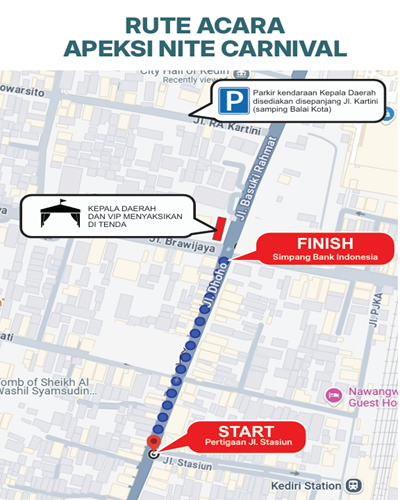 RUTE ACARA
APEKSI NITE CARNIVAL
City Hall of Kediri
Recently viewed
owarsito
P
Parkir kendaraan Kepala Daerah
disediakan disepanjang Jl. Kartini
(samping Balai Kota)
Jl. RA Kartini
Jl. Basuki Rahmat
KEPALA DAERAH
DAN VIP MENYAKSIKAN
DI TENDA
Jl. Brawijaya
FINISH
Simpang Bank Indonesia
Jl. Dhoho
Jl. PJKA
ati
Tomb of Sheikh Al
Washil Syamsudin...
Nawangw
Guest Ho
START
Pertigaan Jl. Stasiun
Jl. Stasiun
Kediri Station